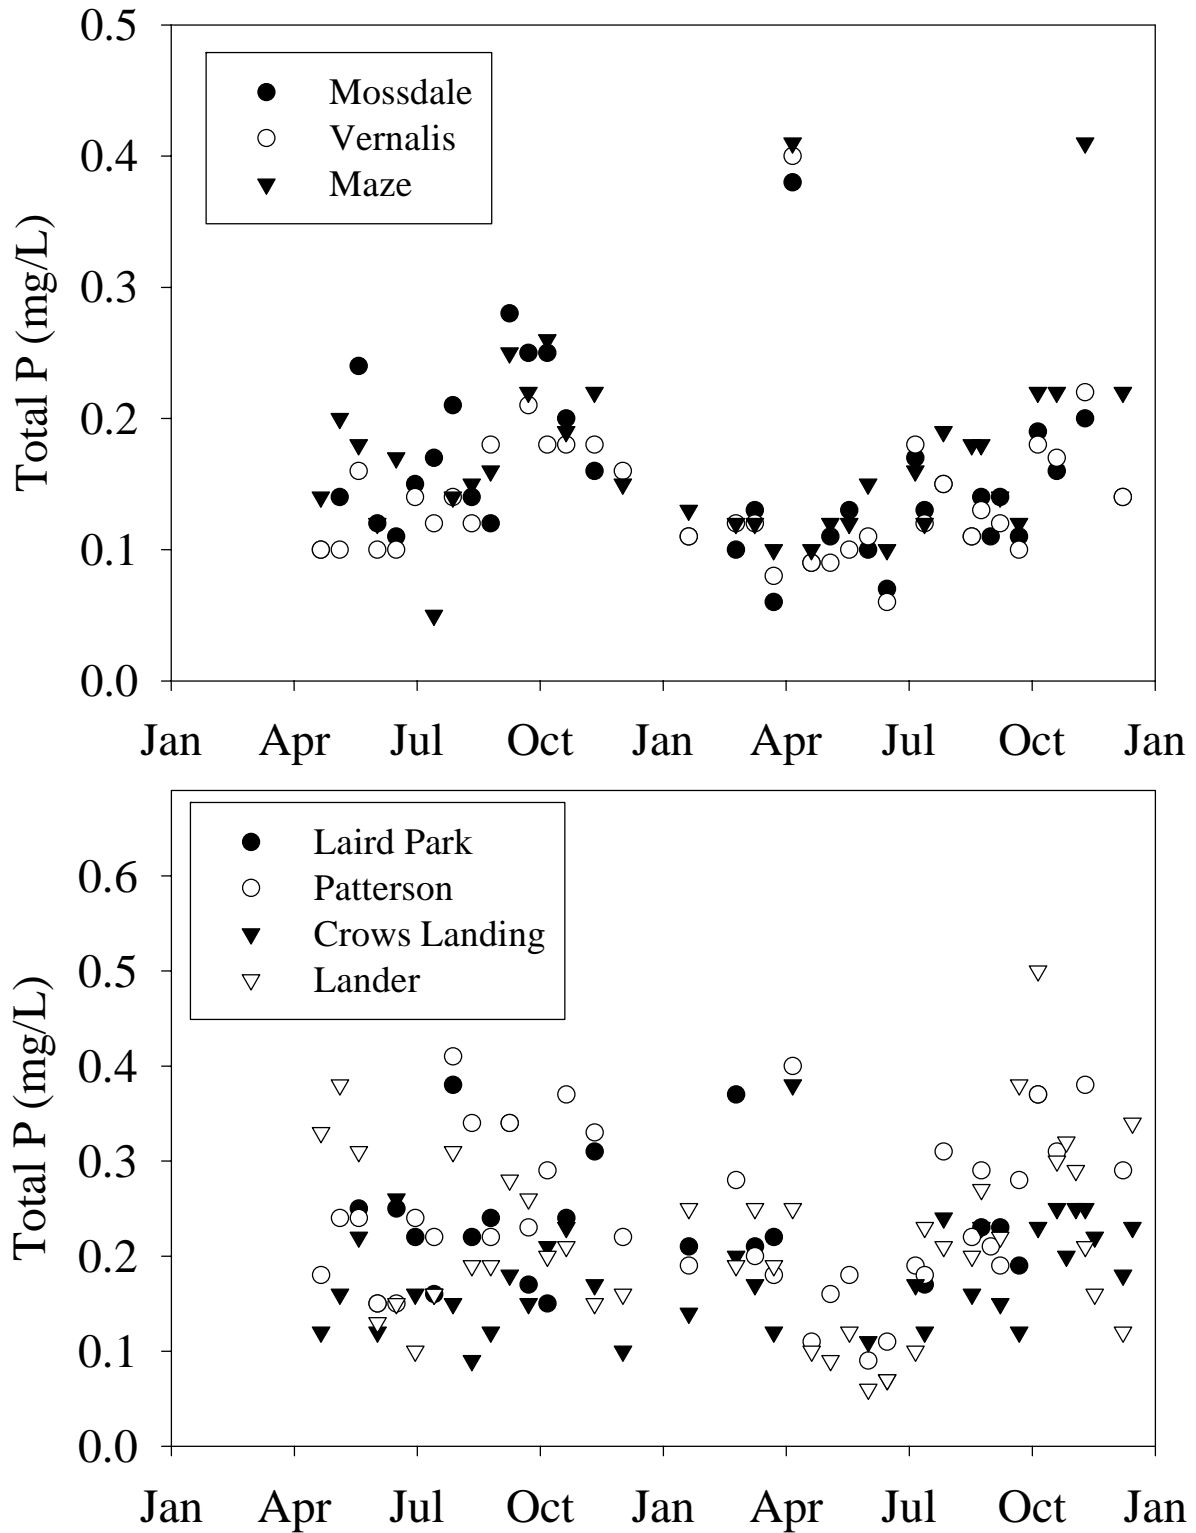 0.5
Mossdale
Vernalis
Maze
0.4
0.3
0.2
0.1
0.0
Total P (mg/L)
Jan Apr Jul Oct Jan Apr Jul Oct Jan
Laird Park
Patterson
Crows Landing
Lander
0.6
0.5
0.4
0.3
0.2
0.1
0.0
Total P (mg/L)
Jan Apr Jul Oct Jan Apr Jul Oct Jan